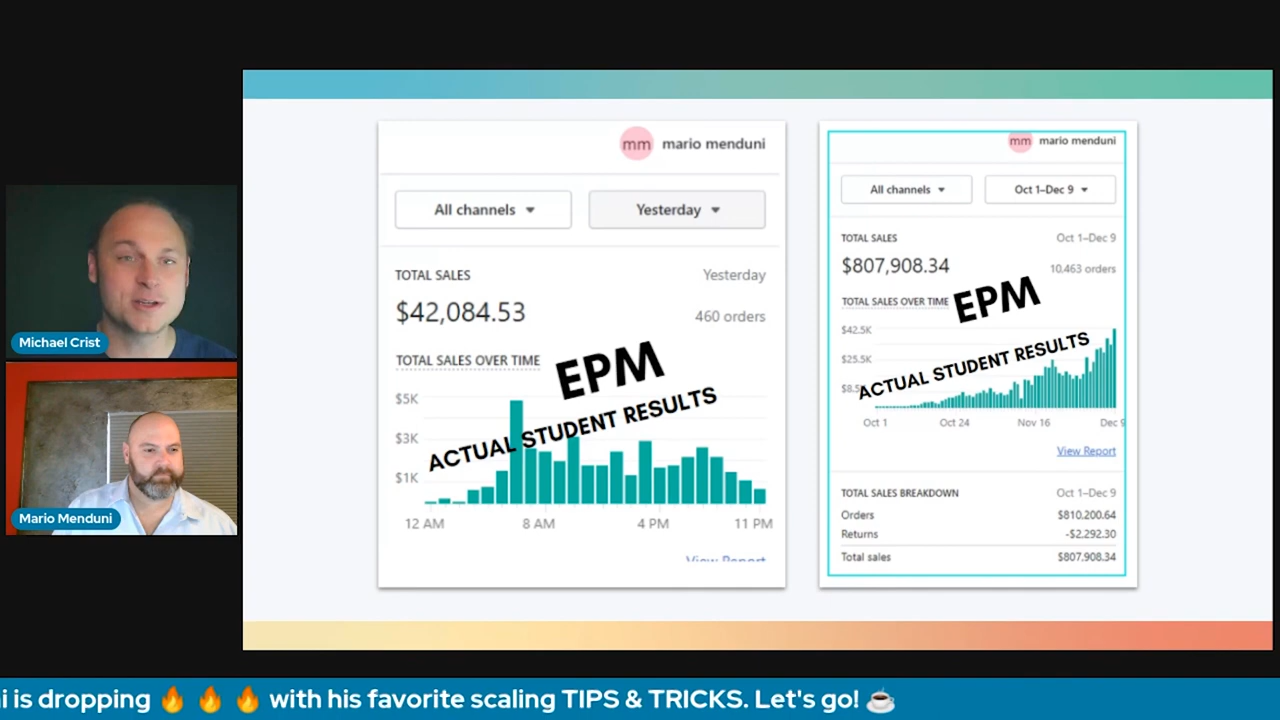 Michael Crist
Mario Menduni
mm mario menduni
All channels
Yesterday
TOTAL SALES
Yesterday
$42,084.53
460 orders
TOTAL SALES OVER TIME
EPM
ACTUAL STUDENT RESULTS
$5K
$3K
$1K
12 AM
8 AM
4 PM
11 PM
View Report
mm mario menduni
All channels
Oct 1–Dec 9
TOTAL SALES
Oct 1–Dec 9
$807,908.34
10,463 orders
TOTAL SALES OVER TIME
EPM
ACTUAL STUDENT RESULTS
$42.5K
$25.5K
Oct 1
Oct 24
Nov 16
Dec 9
View Report
TOTAL SALES BREAKDOWN
Oct 1–Dec 9
Orders
$810,200.64
Returns
-$2,292.30
Total sales
$807,908.34
i is dropping 🔥 🔥 🔥 with his favorite scaling TIPS & TRICKS. Let's go! ☕